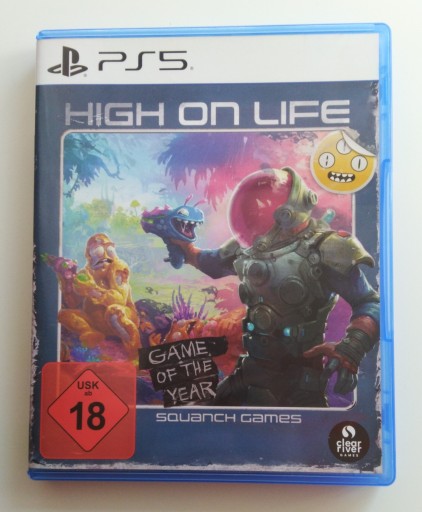 PS5
HIGH ON LIFE
GAME
OF THE
YEAR
USK
ab
18
SQUANCH GAMES
clear
river
GAMES